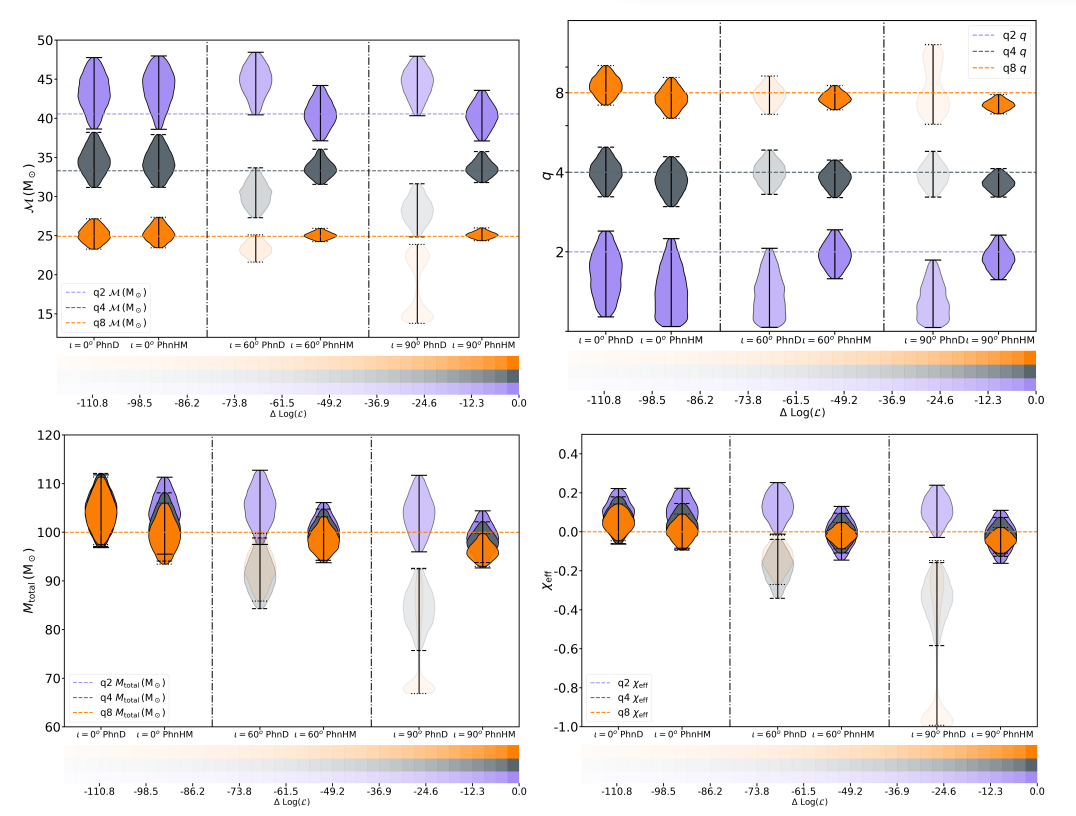 50
45
40
35
30
25
20
15
ℳ(M⊙)
q2 ℳ(M⊙)
q4 ℳ(M⊙)
q8 ℳ(M⊙)
ι = 0° PhnD
ι = 0° PhnHM
ι = 60° PhnD
ι = 60° PhnHM
ι = 90° PhnD
ι = 90° PhnHM
-110.8 -98.5 -86.2 -73.8 -61.5 -49.2 -36.9 -24.6 -12.3 0.0
Δ Log(ℒ)
8
4
2
q
q2 q
q4 q
q8 q
ι = 0° PhnD
ι = 0° PhnHM
ι = 60° PhnD
ι = 60° PhnHM
ι = 90° PhnD
ι = 90° PhnHM
-110.8 -98.5 -86.2 -73.8 -61.5 -49.2 -36.9 -24.6 -12.3 0.0
Δ Log(ℒ)
120
110
100
90
80
70
60
M_total (M⊙)
q2 M_total (M⊙)
q4 M_total (M⊙)
q8 M_total (M⊙)
ι = 0° PhnD
ι = 0° PhnHM
ι = 60° PhnD
ι = 60° PhnHM
ι = 90° PhnD
ι = 90° PhnHM
-110.8 -98.5 -86.2 -73.8 -61.5 -49.2 -36.9 -24.6 -12.3 0.0
Δ Log(ℒ)
0.4
0.2
0.0
-0.2
-0.4
-0.6
-0.8
-1.0
χ_eff
q2 χ_eff
q4 χ_eff
q8 χ_eff
ι = 0° PhnD
ι = 0° PhnHM
ι = 60° PhnD
ι = 60° PhnHM
ι = 90° PhnD
ι = 90° PhnHM
-110.8 -98.5 -86.2 -73.8 -61.5 -49.2 -36.9 -24.6 -12.3 0.0
Δ Log(ℒ)